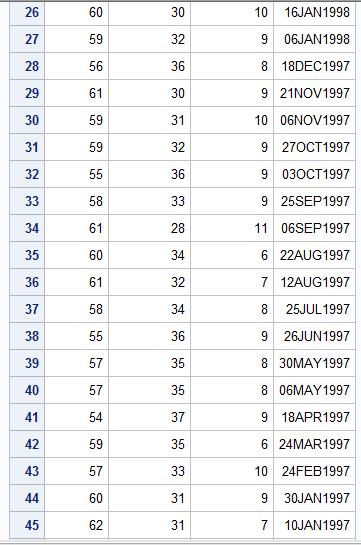 26 60 30 10 16JAN1998
27 59 32 9 06JAN1998
28 56 36 8 18DEC1997
29 61 30 9 21NOV1997
30 59 31 10 06NOV1997
31 59 32 9 27OCT1997
32 55 36 9 03OCT1997
33 58 33 9 25SEP1997
34 61 28 11 06SEP1997
35 60 34 6 22AUG1997
36 61 32 7 12AUG1997
37 58 34 8 25JUL1997
38 55 36 9 26JUN1997
39 57 35 8 30MAY1997
40 57 35 8 06MAY1997
41 54 37 9 18APR1997
42 59 35 6 24MAR1997
43 57 33 10 24FEB1997
44 60 31 9 30JAN1997
45 62 31 7 10JAN1997